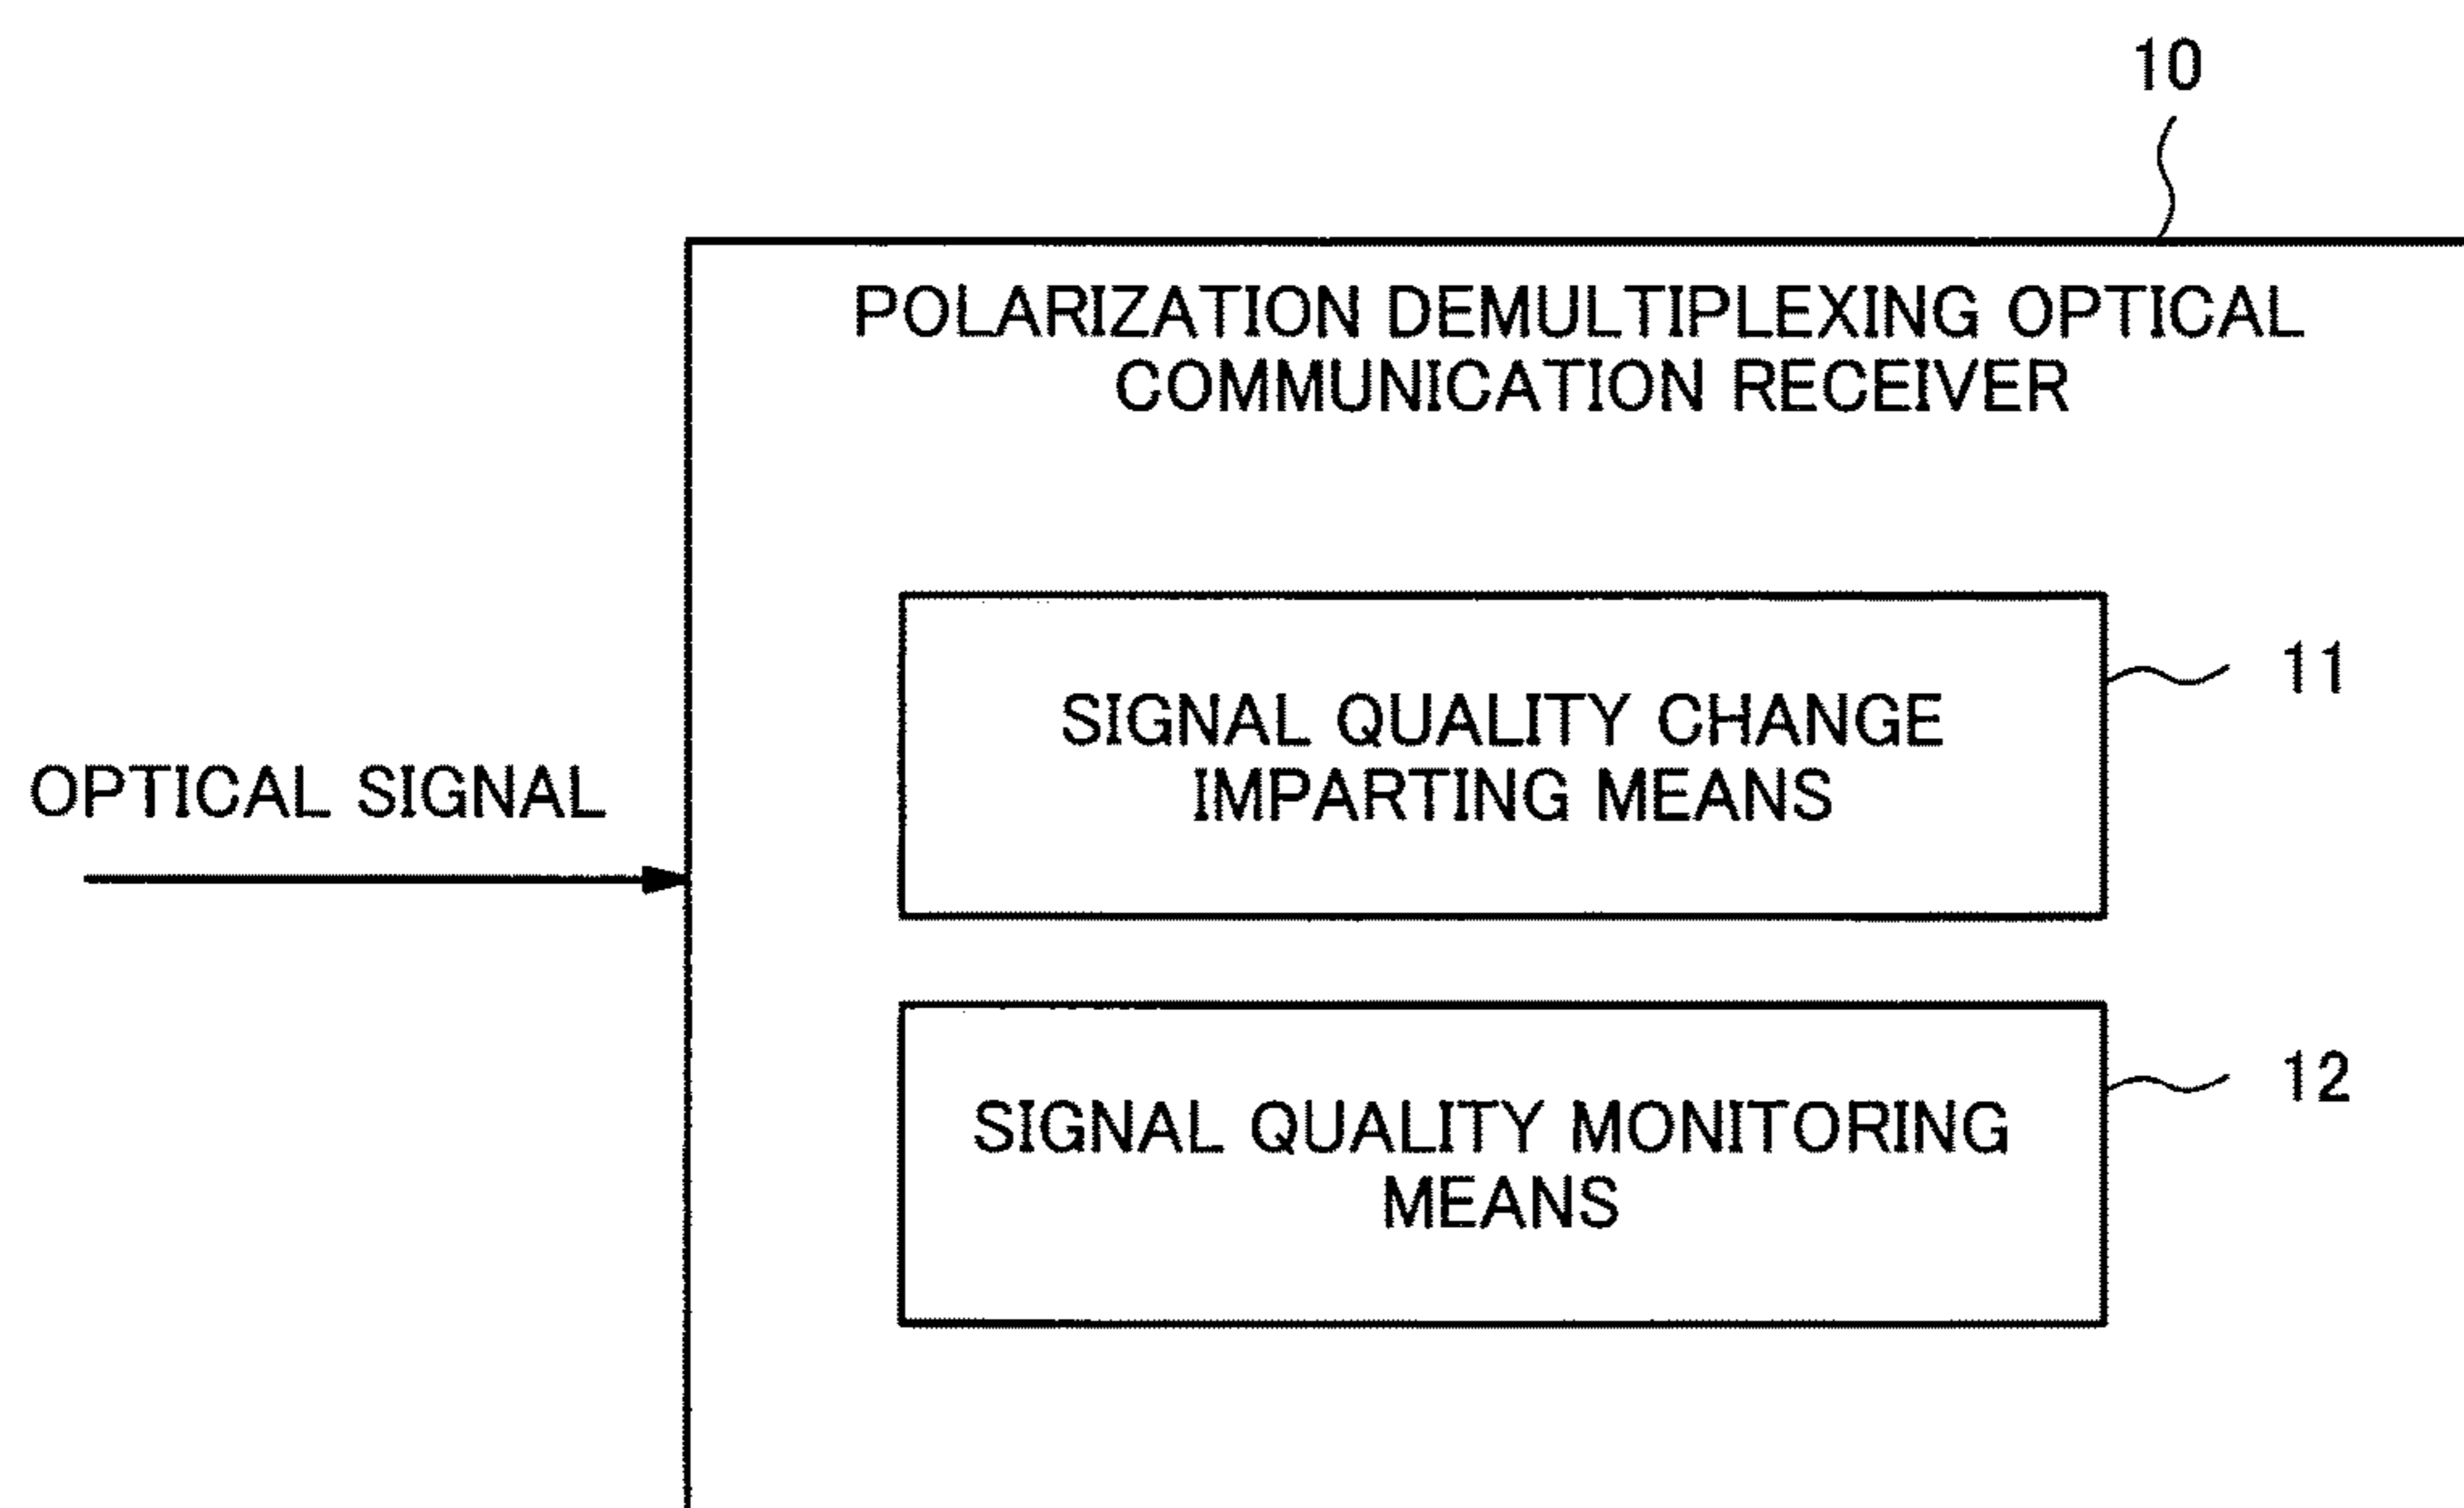 10
POLARIZATION DEMULTIPLEXING OPTICAL
COMMUNICATION RECEIVER
SIGNAL QUALITY CHANGE
IMPARTING MEANS
11
OPTICAL SIGNAL
SIGNAL QUALITY MONITORING
MEANS
12